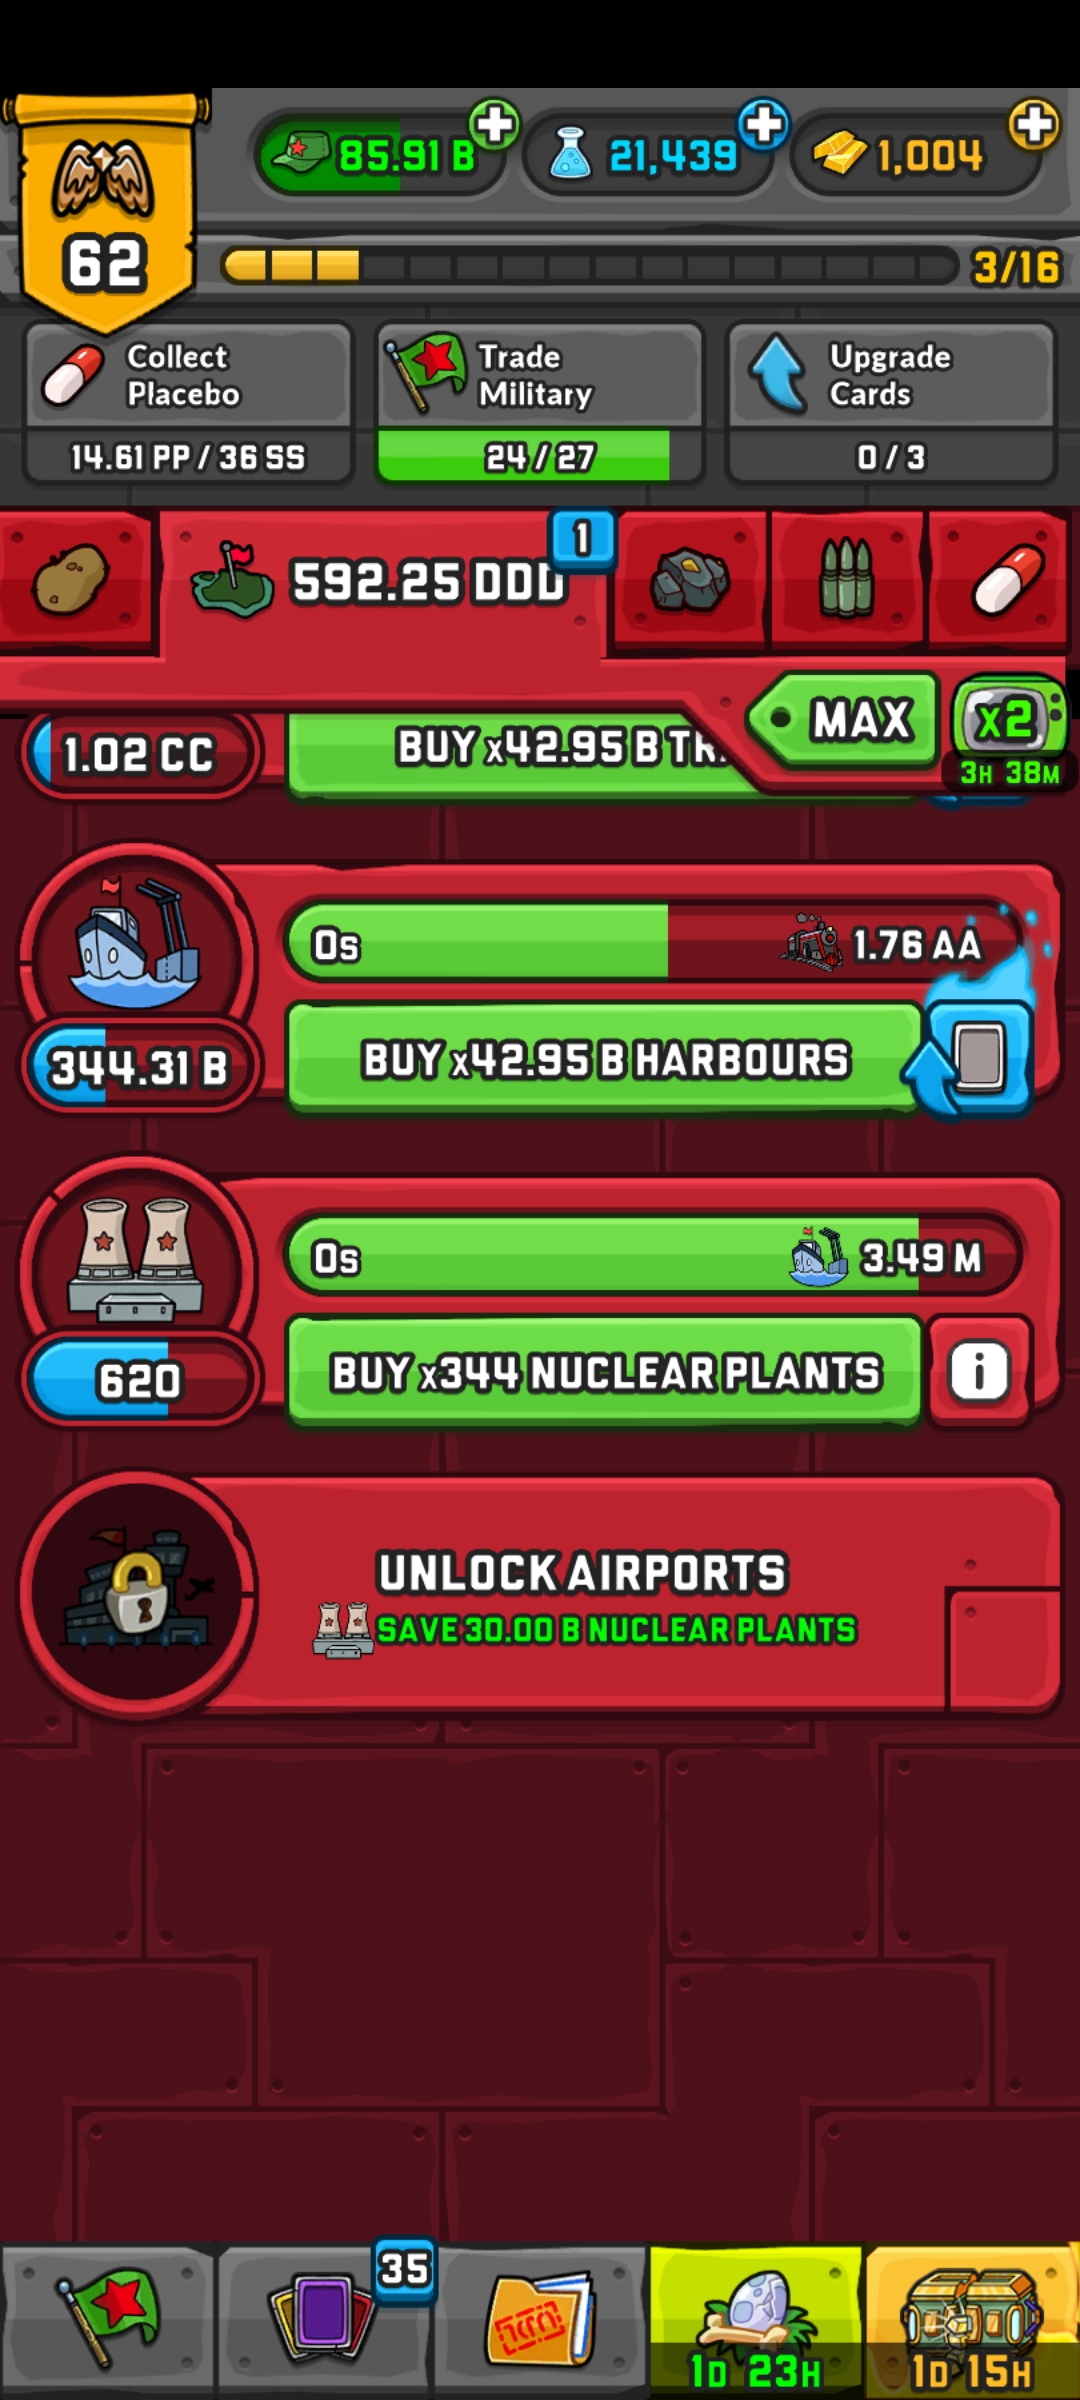 85.91 B
21,439
1,004
62
3/16
Collect
Placebo
14.61 PP / 36 SS
Trade
Military
24 / 27
Upgrade
Cards
0 / 3
592.25 DDD
1
MAX
x2
3H 38M
1.02 CC
BUY x42.95 B
0s
1.76 AA
344.31 B
BUY x42.95 B HARBOURS
0s
3.49 M
620
BUY x344 NUCLEAR PLANTS
i
UNLOCK AIRPORTS
SAVE 30.00 B NUCLEAR PLANTS
35
1D 23H
1D 15H